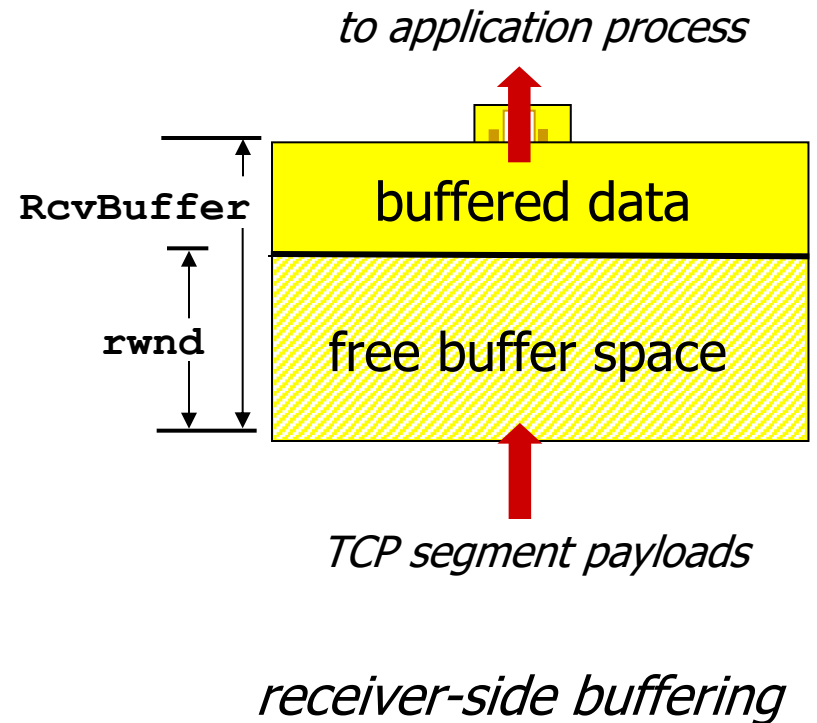 to application process
RcvBuffer
buffered data
rwnd
free buffer space
TCP segment payloads
receiver-side buffering